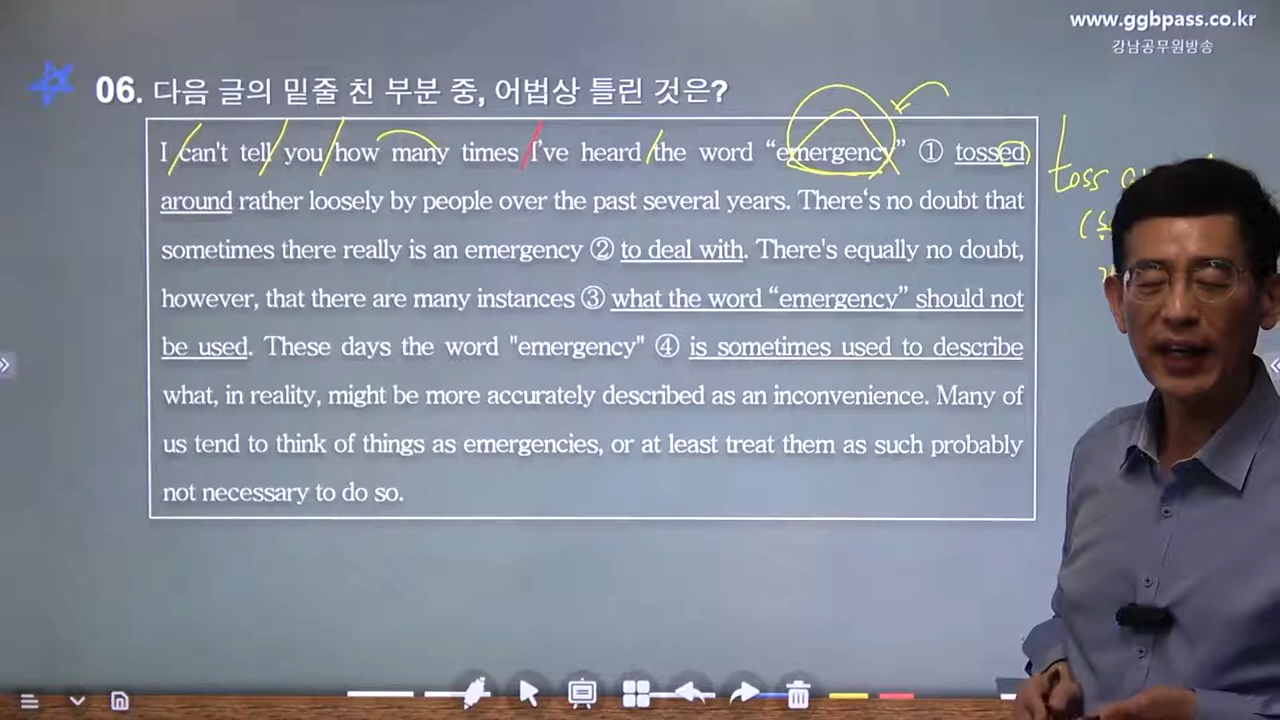 www.ggbpass.co.kr
강남공무원방송
06. 다음 글의 밑줄 친 부분 중, 어법상 틀린 것은?
I can't tell you how many times I've heard the word “emergency” ① tossed
around rather loosely by people over the past several years. There‘s no doubt that
sometimes there really is an emergency ② to deal with. There's equally no doubt,
however, that there are many instances ③ what the word “emergency” should not
be used. These days the word "emergency" ④ is sometimes used to describe
what, in reality, might be more accurately described as an inconvenience. Many of
us tend to think of things as emergencies, or at least treat them as such probably
not necessary to do so.
toss